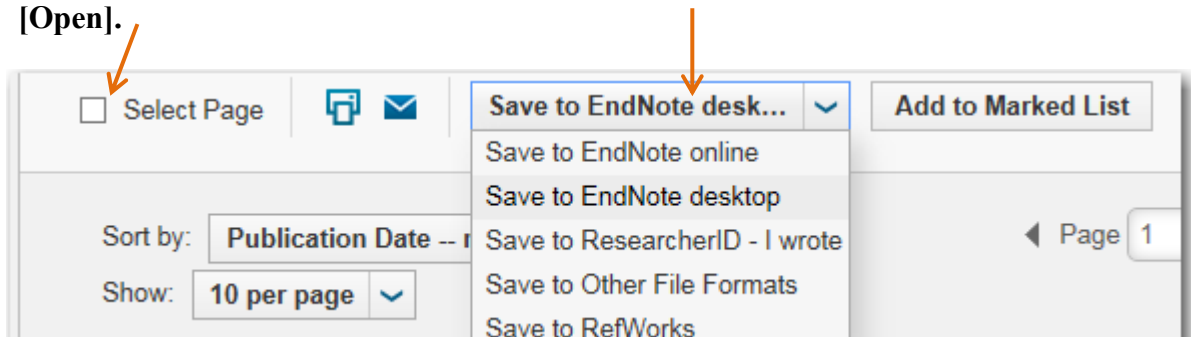 [Open].
Select Page
Save to EndNote desk...
Add to Marked List
Save to EndNote online
Save to EndNote desktop
Sort by: Publication Date -- r
Save to ResearcherID - I wrote
Page 1
Show: 10 per page
Save to Other File Formats
Save to RefWorks